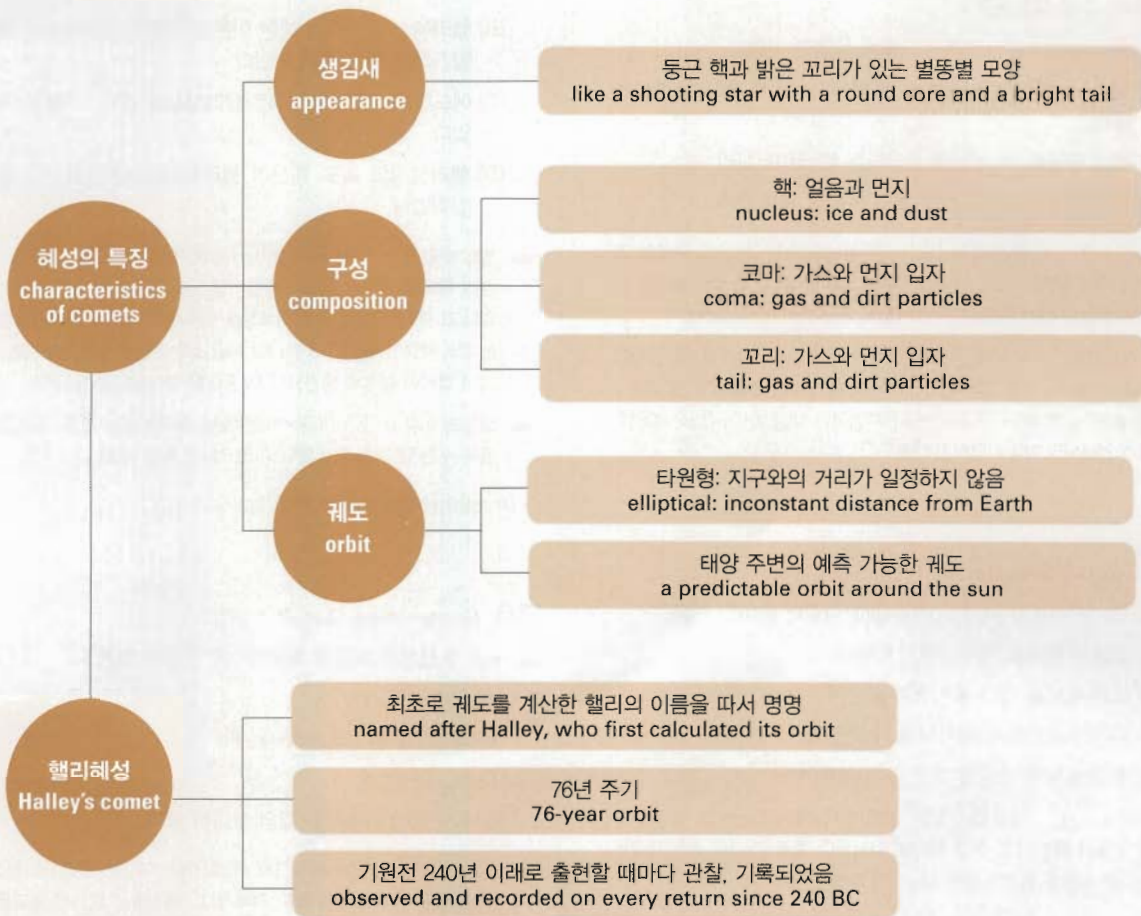 생김새
appearance
둥근 핵과 밝은 꼬리가 있는 별똥별 모양
like a shooting star with a round core and a bright tail
혜성의 특징
characteristics
of comets
구성
composition
핵: 얼음과 먼지
nucleus: ice and dust
코마: 가스와 먼지 입자
coma: gas and dirt particles
꼬리: 가스와 먼지 입자
tail: gas and dirt particles
궤도
orbit
타원형: 지구와의 거리가 일정하지 않음
elliptical: inconstant distance from Earth
태양 주변의 예측 가능한 궤도
a predictable orbit around the sun
핼리혜성
Halley's comet
최초로 궤도를 계산한 핼리의 이름을 따서 명명
named after Halley, who first calculated its orbit
76년 주기
76-year orbit
기원전 240년 이래로 출현할 때마다 관찰, 기록되었음
observed and recorded on every return since 240 BC